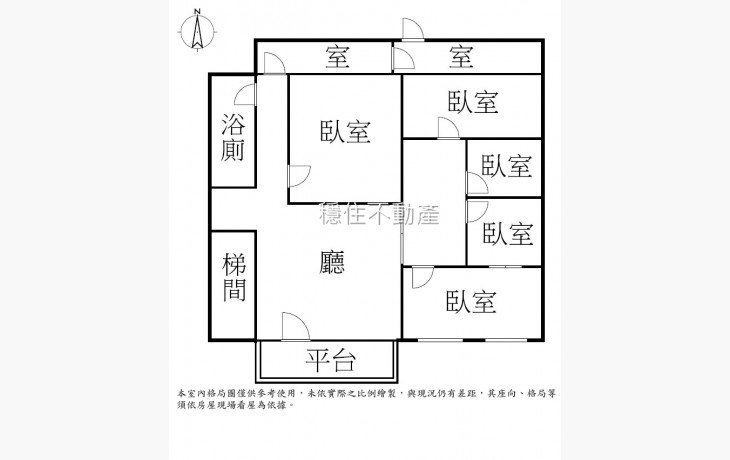 室 室
臥室
浴廁
臥室
臥室
穩住不動產
臥室
廳
梯間
臥室
平台
本室內格局圖僅供參考使用，未依實際之比例繪製，與現況仍有差距，其座向、格局等
須依房屋現場看屋為依據。